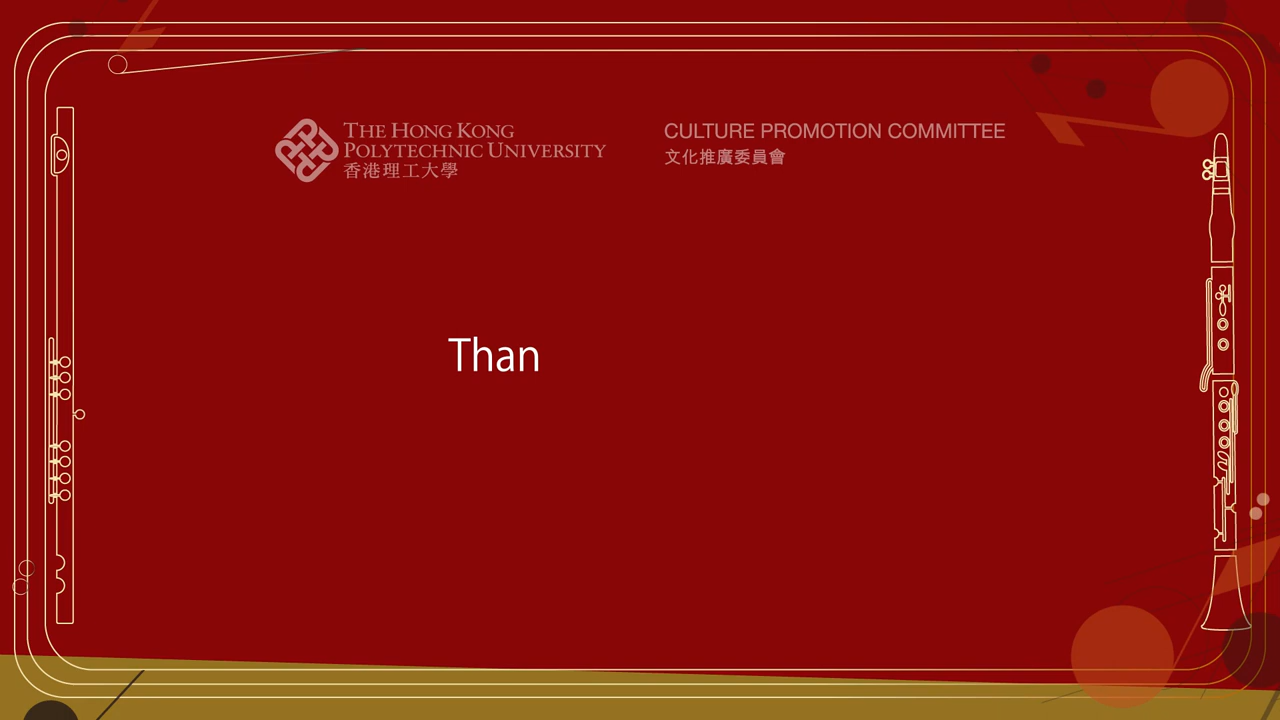 THE HONG KONG
POLYTECHNIC UNIVERSITY
香港理工大學
CULTURE PROMOTION COMMITTEE
文化推廣委員會
Than